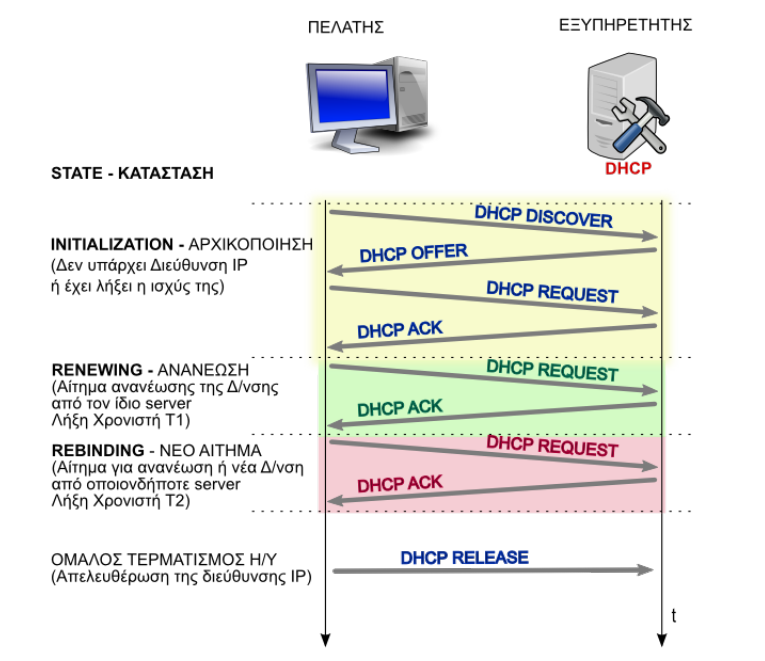 ΠΕΛΑΤΗΣ
ΕΞΥΠΗΡΕΤΗΤΗΣ
DHCP
STATE - ΚΑΤΑΣΤΑΣΗ
DHCP DISCOVER
INITIALIZATION - ΑΡΧΙΚΟΠΟΙΗΣΗ
(Δεν υπάρχει Διεύθυνση IP
ή έχει λήξει η ισχύς της)
DHCP OFFER
DHCP REQUEST
DHCP ACK
RENEWING - ΑΝΑΝΕΩΣΗ
(Αίτημα ανανέωσης της Δ/νσης
από τον ίδιο server
Λήξη Χρονιστή T1)
DHCP REQUEST
DHCP ACK
REBINDING - ΝΕΟ ΑΙΤΗΜΑ
(Αίτημα για ανανέωση ή νέα Δ/νση
από οποιονδήποτε server
Λήξη Χρονιστή T2)
DHCP REQUEST
DHCP ACK
ΟΜΑΛΟΣ ΤΕΡΜΑΤΙΣΜΟΣ Η/Υ
(Απελευθέρωση της διεύθυνσης IP)
DHCP RELEASE
t